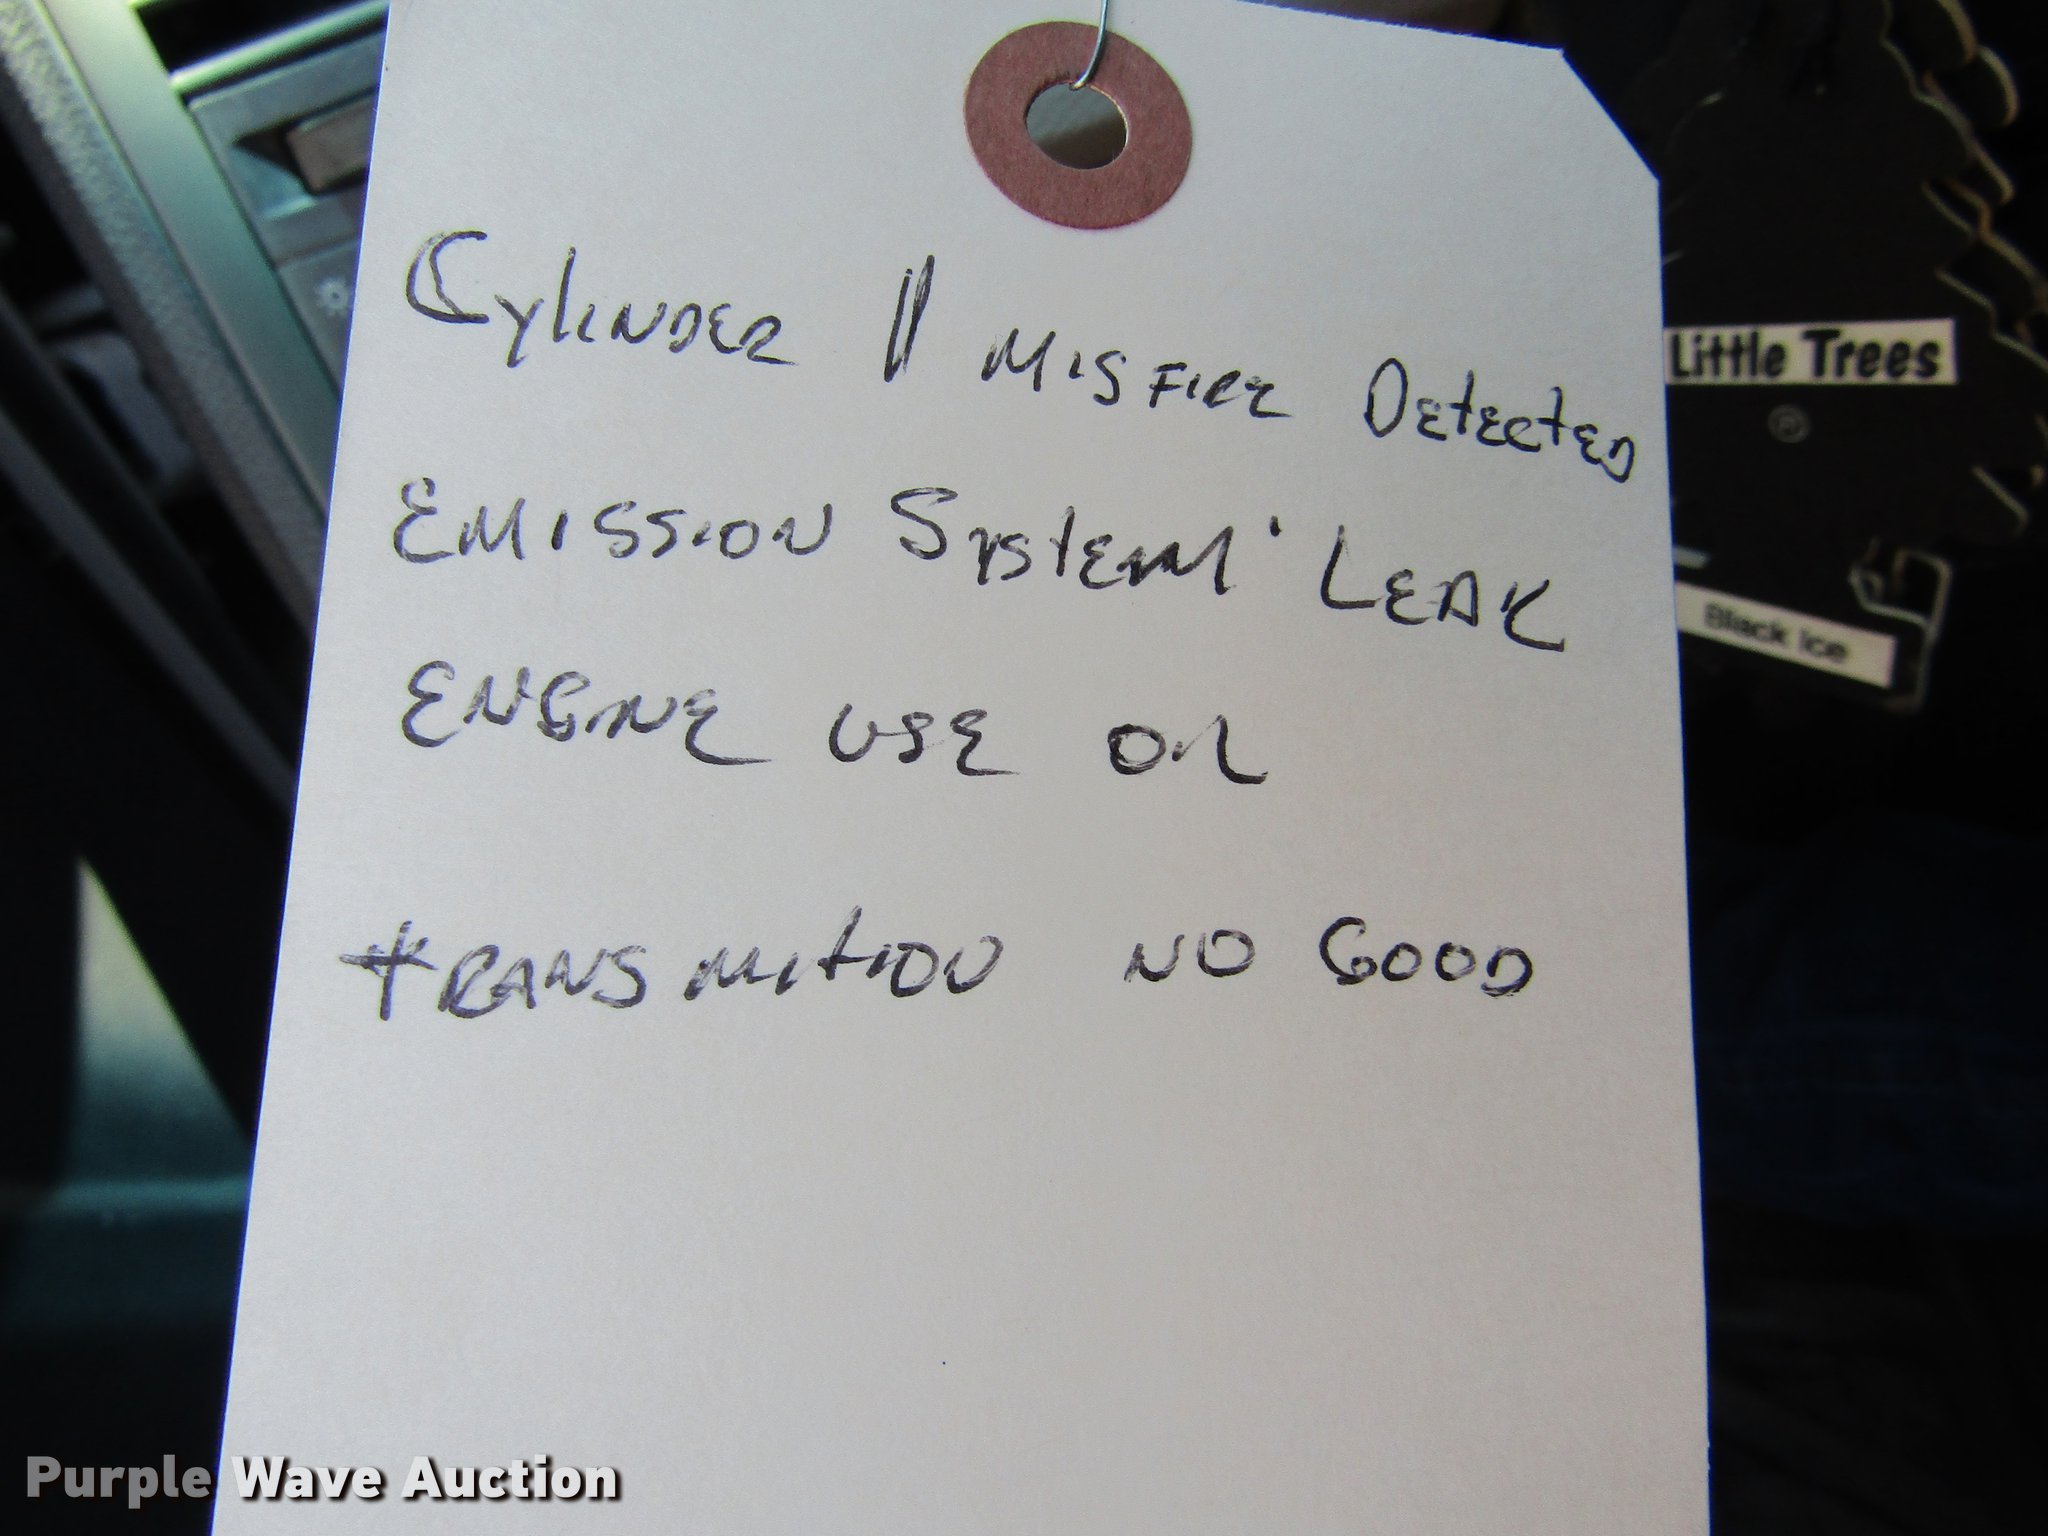 Cylinder 11 Misfire Detected
Emission System Leak
Engine use oil
transmition no good
Little Trees
®
Black Ice
Purple Wave Auction